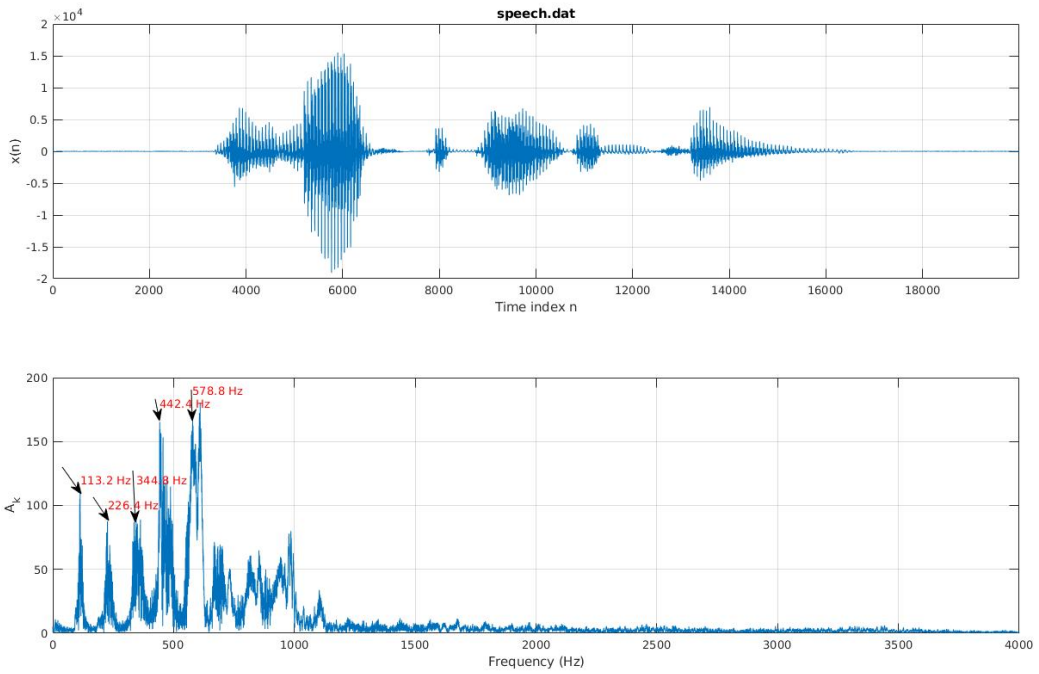 speech.dat
×10⁴
2
1.5
1
0.5
0
-0.5
-1
-1.5
-2
x(n)
0 2000 4000 6000 8000 10000 12000 14000 16000 18000
Time index n
200
150
100
50
0
A_k
578.8 Hz
442.4 Hz
113.2 Hz 344.8 Hz
226.4 Hz
0 500 1000 1500 2000 2500 3000 3500 4000
Frequency (Hz)